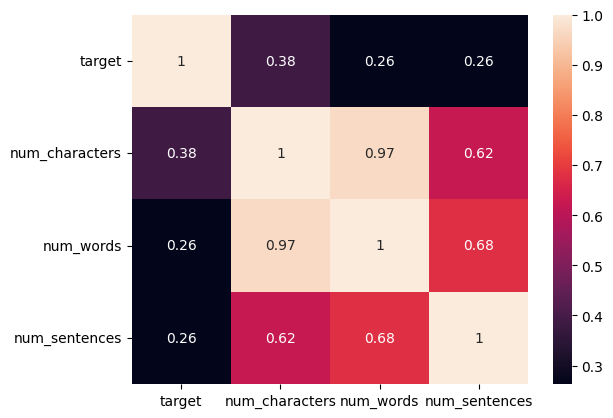 1.0
target 1 0.38 0.26 0.26
0.9
0.8
num_characters 0.38 1 0.97 0.62
0.7
0.6
num_words 0.26 0.97 1 0.68
0.5
0.4
num_sentences 0.26 0.62 0.68 1
0.3
target num_characters num_words num_sentences